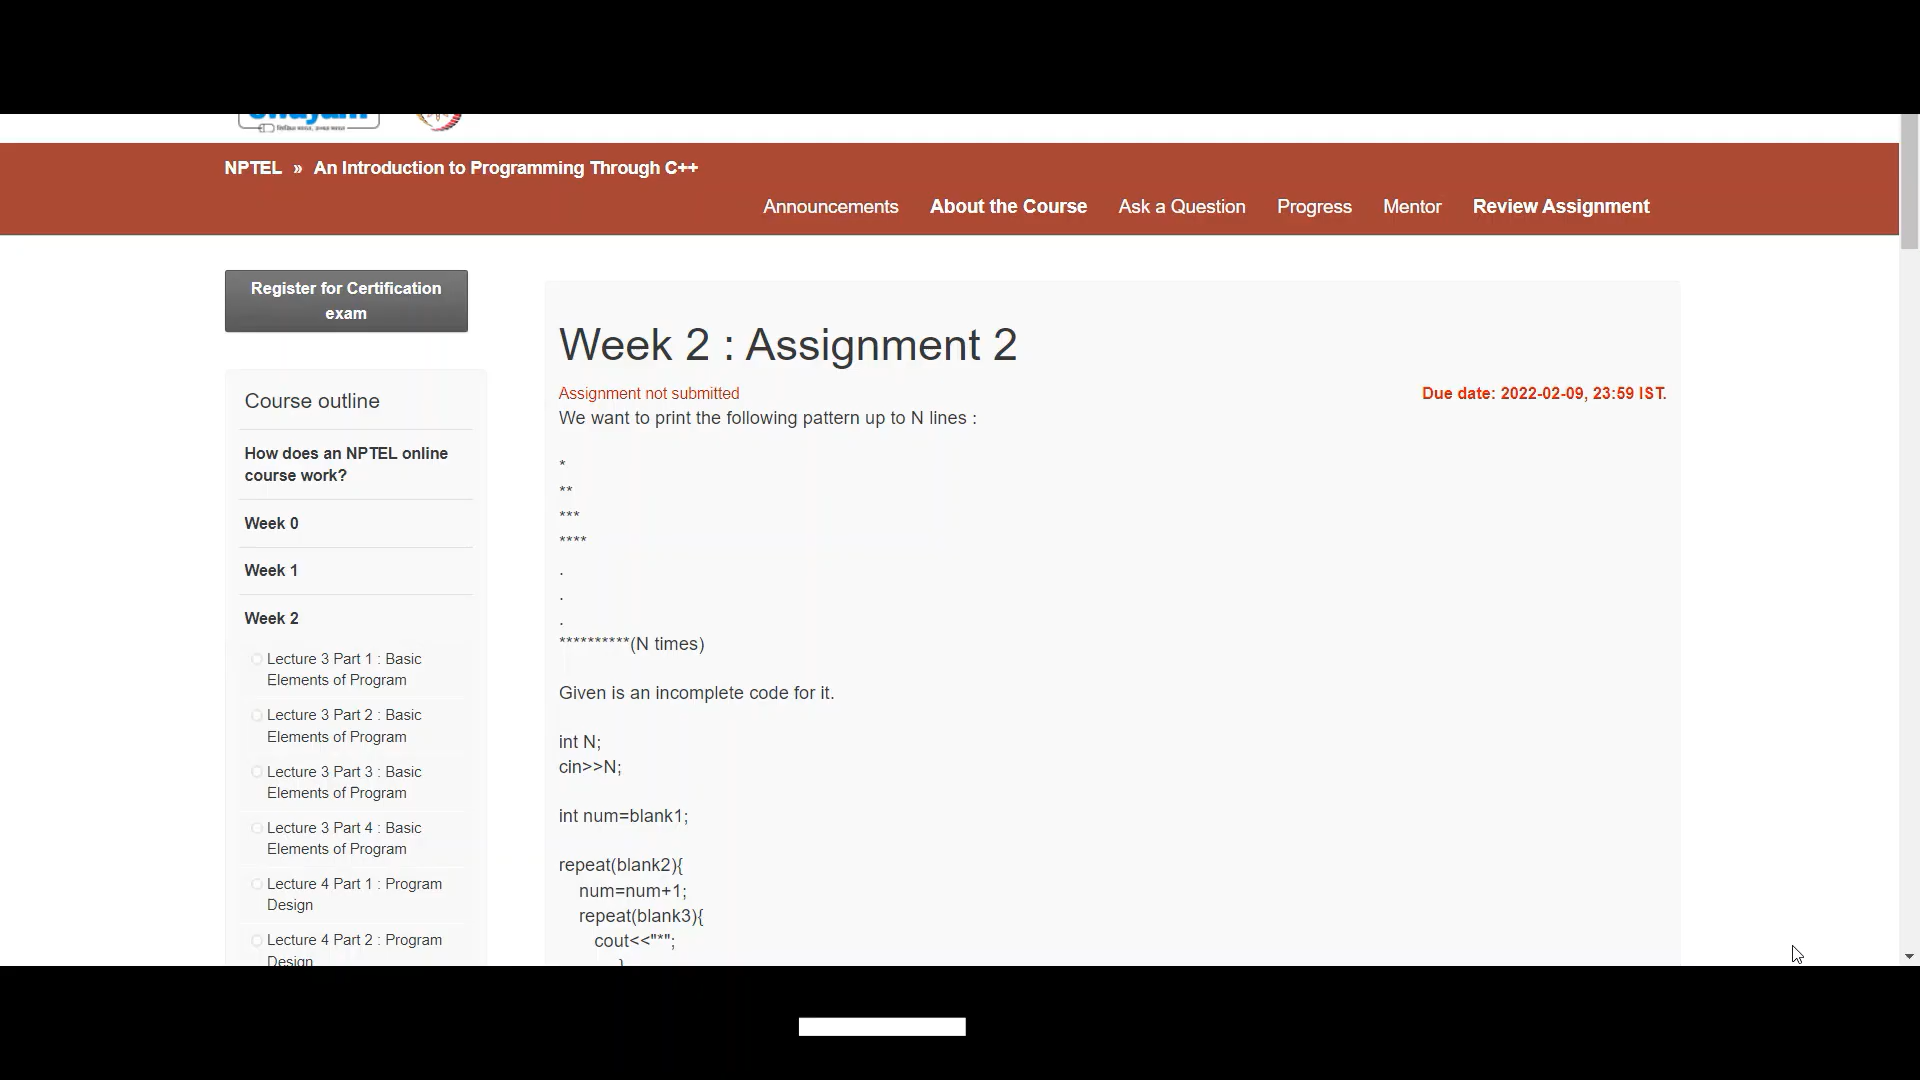 NPTEL » An Introduction to Programming Through C++
Announcements About the Course Ask a Question Progress Mentor Review Assignment
Register for Certification
exam
Course outline
How does an NPTEL online
course work?
Week 0
Week 1
Week 2
Lecture 3 Part 1 : Basic
Elements of Program
Lecture 3 Part 2 : Basic
Elements of Program
Lecture 3 Part 3 : Basic
Elements of Program
Lecture 3 Part 4 : Basic
Elements of Program
Lecture 4 Part 1 : Program
Design
Lecture 4 Part 2 : Program
Design
Week 2 : Assignment 2
Assignment not submitted
Due date: 2022-02-09, 23:59 IST.
We want to print the following pattern up to N lines :
*
**
***
****
.
.
.
**********(N times)
Given is an incomplete code for it.
int N;
cin>>N;
int num=blank1;
repeat(blank2){
num=num+1;
repeat(blank3){
cout<<"*";
}